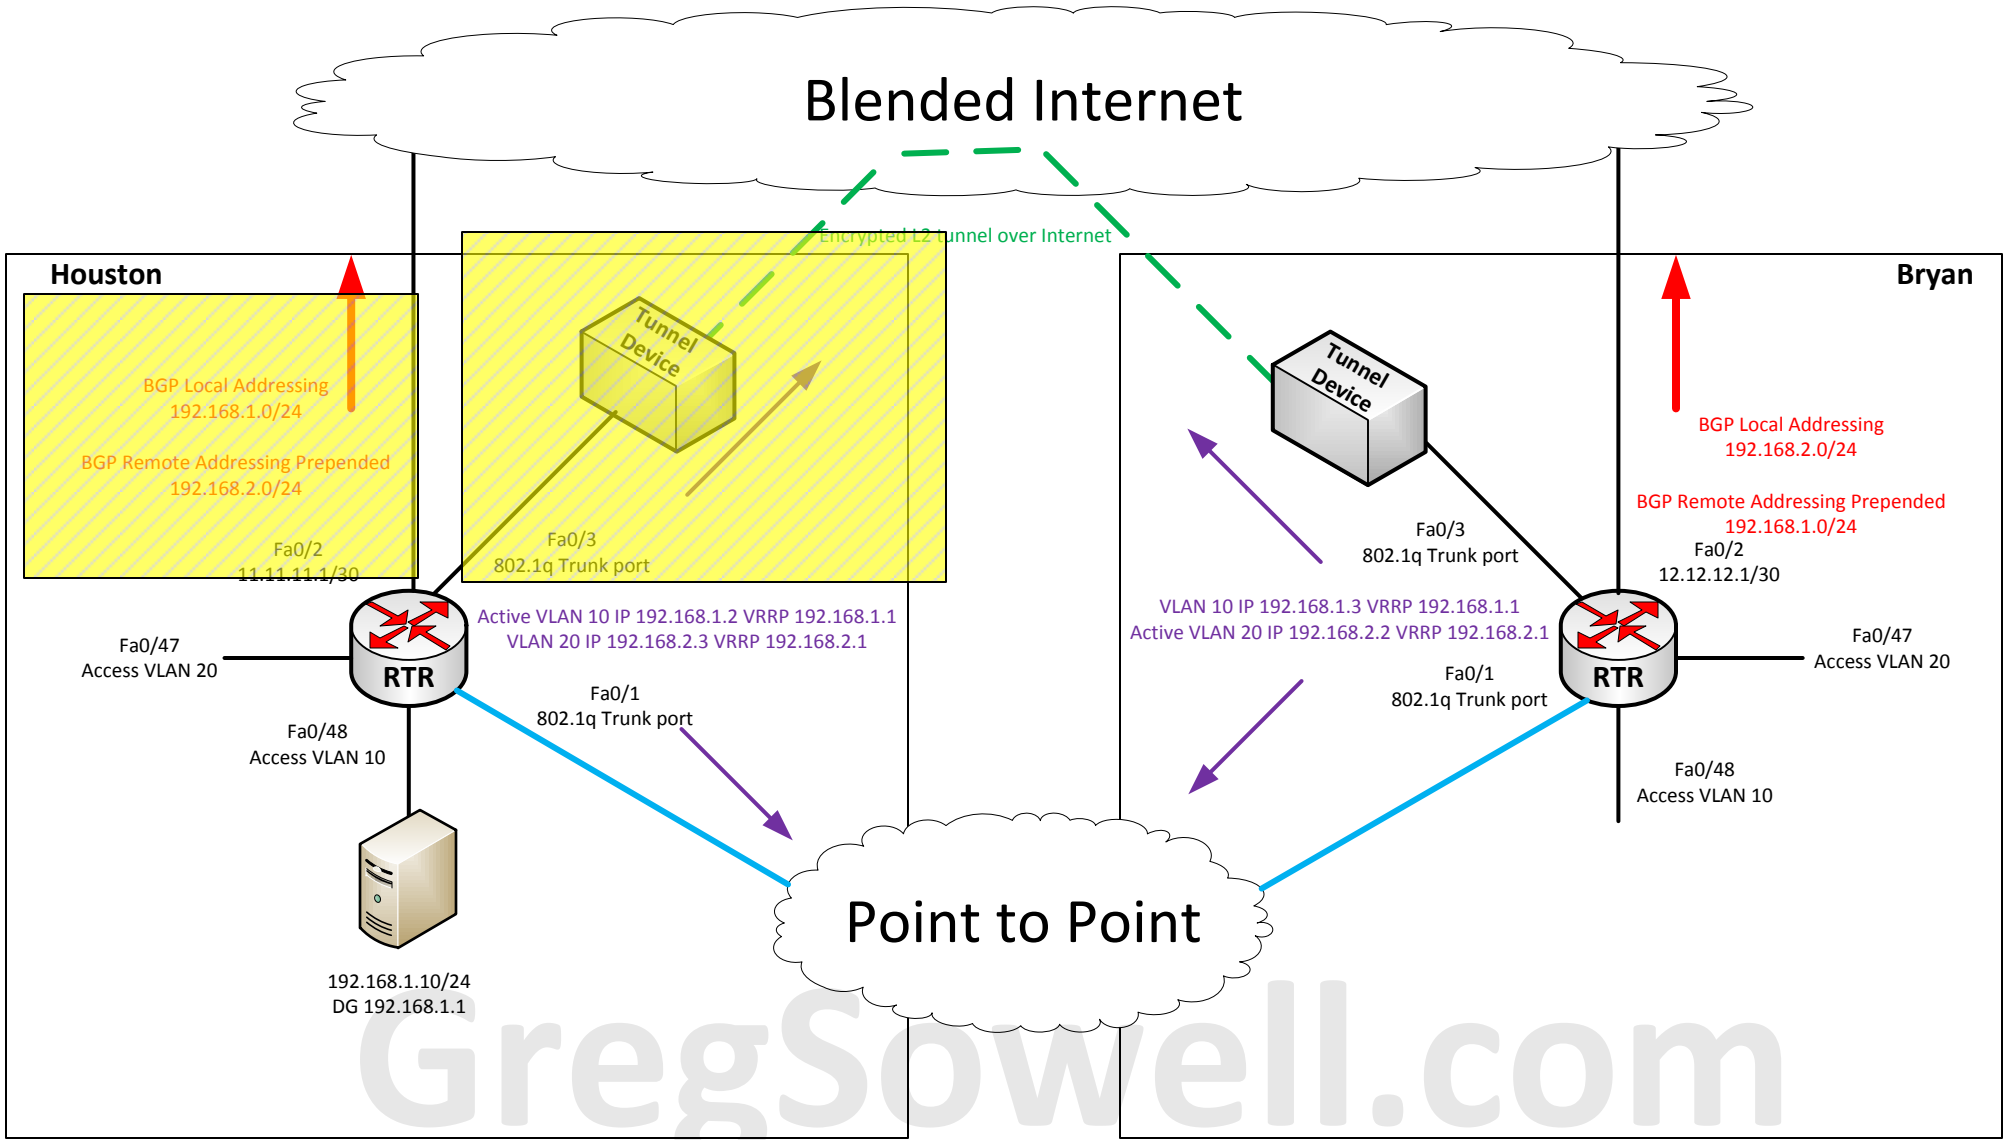 Blended Internet
Encrypted L2 tunnel over Internet
Houston
Bryan
Tunnel
Device
Tunnel
Device
BGP Local Addressing
192.168.1.0/24
BGP Remote Addressing Prepended
192.168.2.0/24
BGP Local Addressing
192.168.2.0/24
BGP Remote Addressing Prepended
192.168.1.0/24
Fa0/2
11.11.11.1/30
Fa0/3
802.1q Trunk port
Fa0/3
802.1q Trunk port
Fa0/2
12.12.12.1/30
Active VLAN 10 IP 192.168.1.2 VRRP 192.168.1.1
VLAN 20 IP 192.168.2.3 VRRP 192.168.2.1
VLAN 10 IP 192.168.1.3 VRRP 192.168.1.1
Active VLAN 20 IP 192.168.2.2 VRRP 192.168.2.1
Fa0/47
Access VLAN 20
RTR
Fa0/1
802.1q Trunk port
Fa0/1
802.1q Trunk port
RTR
Fa0/47
Access VLAN 20
Fa0/48
Access VLAN 10
Fa0/48
Access VLAN 10
Point to Point
192.168.1.10/24
DG 192.168.1.1
GregSowell.com